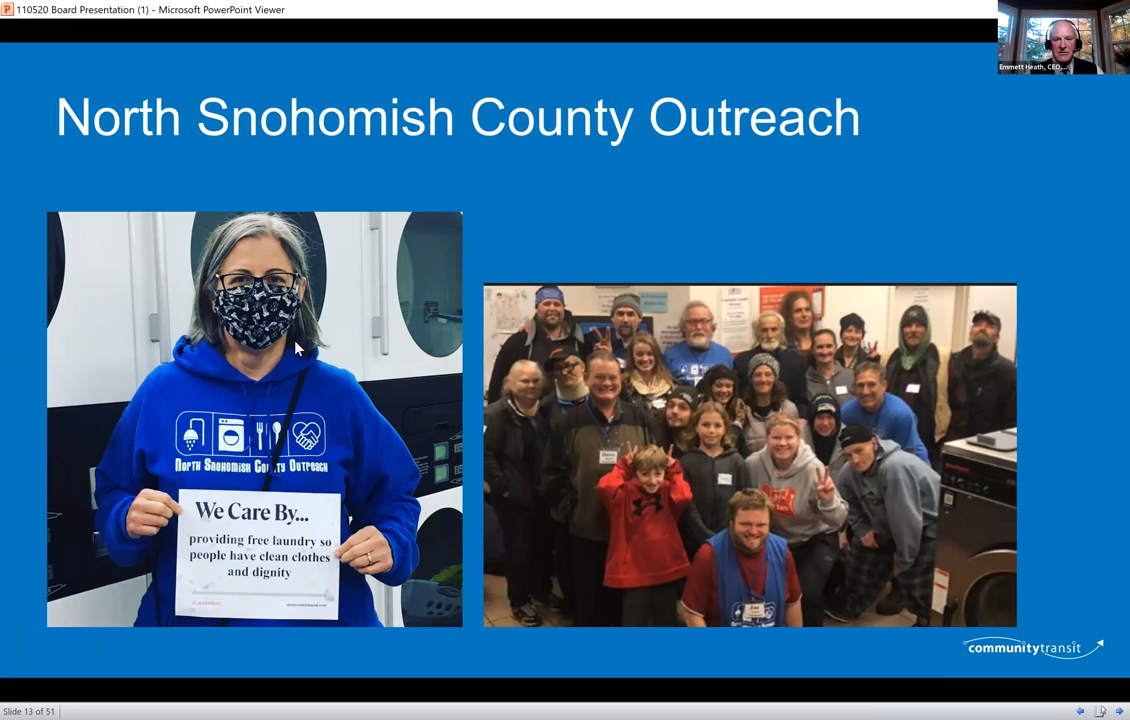 110520 Board Presentation (1) - Microsoft PowerPoint Viewer
Emmett Heath, CEO,...
North Snohomish County Outreach
North Snohomish County Outreach
We Care By...
providing free laundry so
people have clean clothes
and dignity
communitytransit
Slide 13 of 51